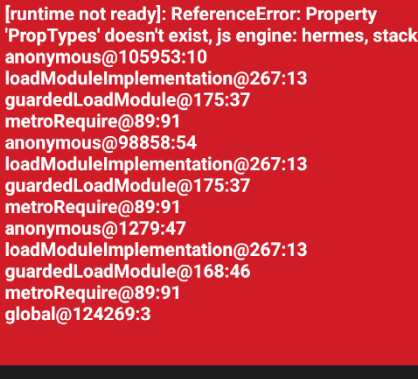 [runtime not ready]: ReferenceError: Property
'PropTypes' doesn't exist, js engine: hermes, stack
anonymous@105953:10
loadModuleImplementation@267:13
guardedLoadModule@175:37
metroRequire@89:91
anonymous@98858:54
loadModuleImplementation@267:13
guardedLoadModule@175:37
metroRequire@89:91
anonymous@1279:47
loadModuleImplementation@267:13
guardedLoadModule@168:46
metroRequire@89:91
global@124269:3